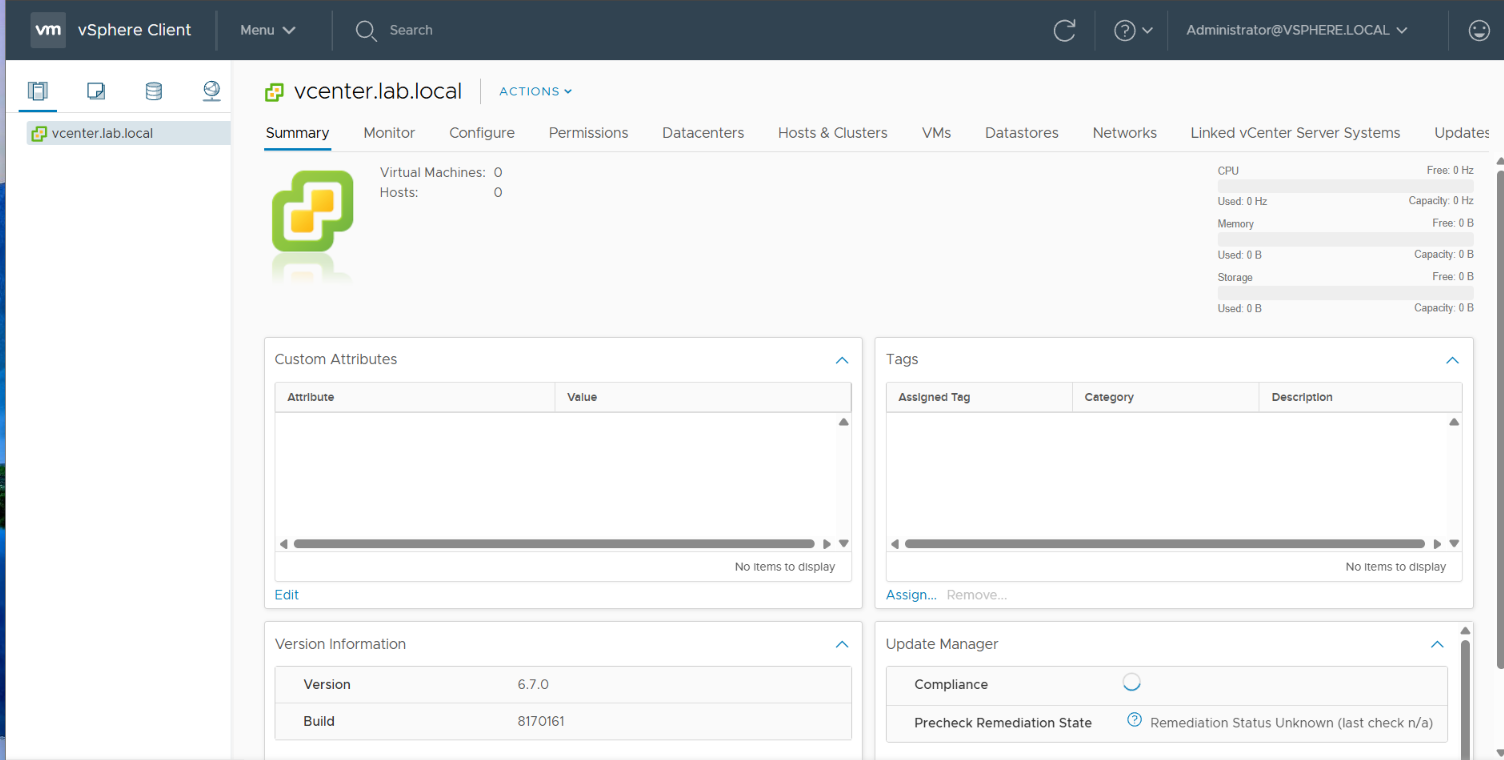 vm vSphere Client Menu Search Administrator@VSPHERE.LOCAL
vcenter.lab.local
vcenter.lab.local ACTIONS
Summary Monitor Configure Permissions Datacenters Hosts & Clusters VMs Datastores Networks Linked vCenter Server Systems Updates
Virtual Machines: 0
Hosts: 0
CPU Free: 0 Hz
Used: 0 Hz Capacity: 0 Hz
Memory Free: 0 B
Used: 0 B Capacity: 0 B
Storage Free: 0 B
Used: 0 B Capacity: 0 B
Custom Attributes
Attribute Value
No items to display
Edit
Tags
Assigned Tag Category Description
No items to display
Assign... Remove...
Version Information
Version 6.7.0
Build 8170161
Update Manager
Compliance
Precheck Remediation State ? Remediation Status Unknown (last check n/a)